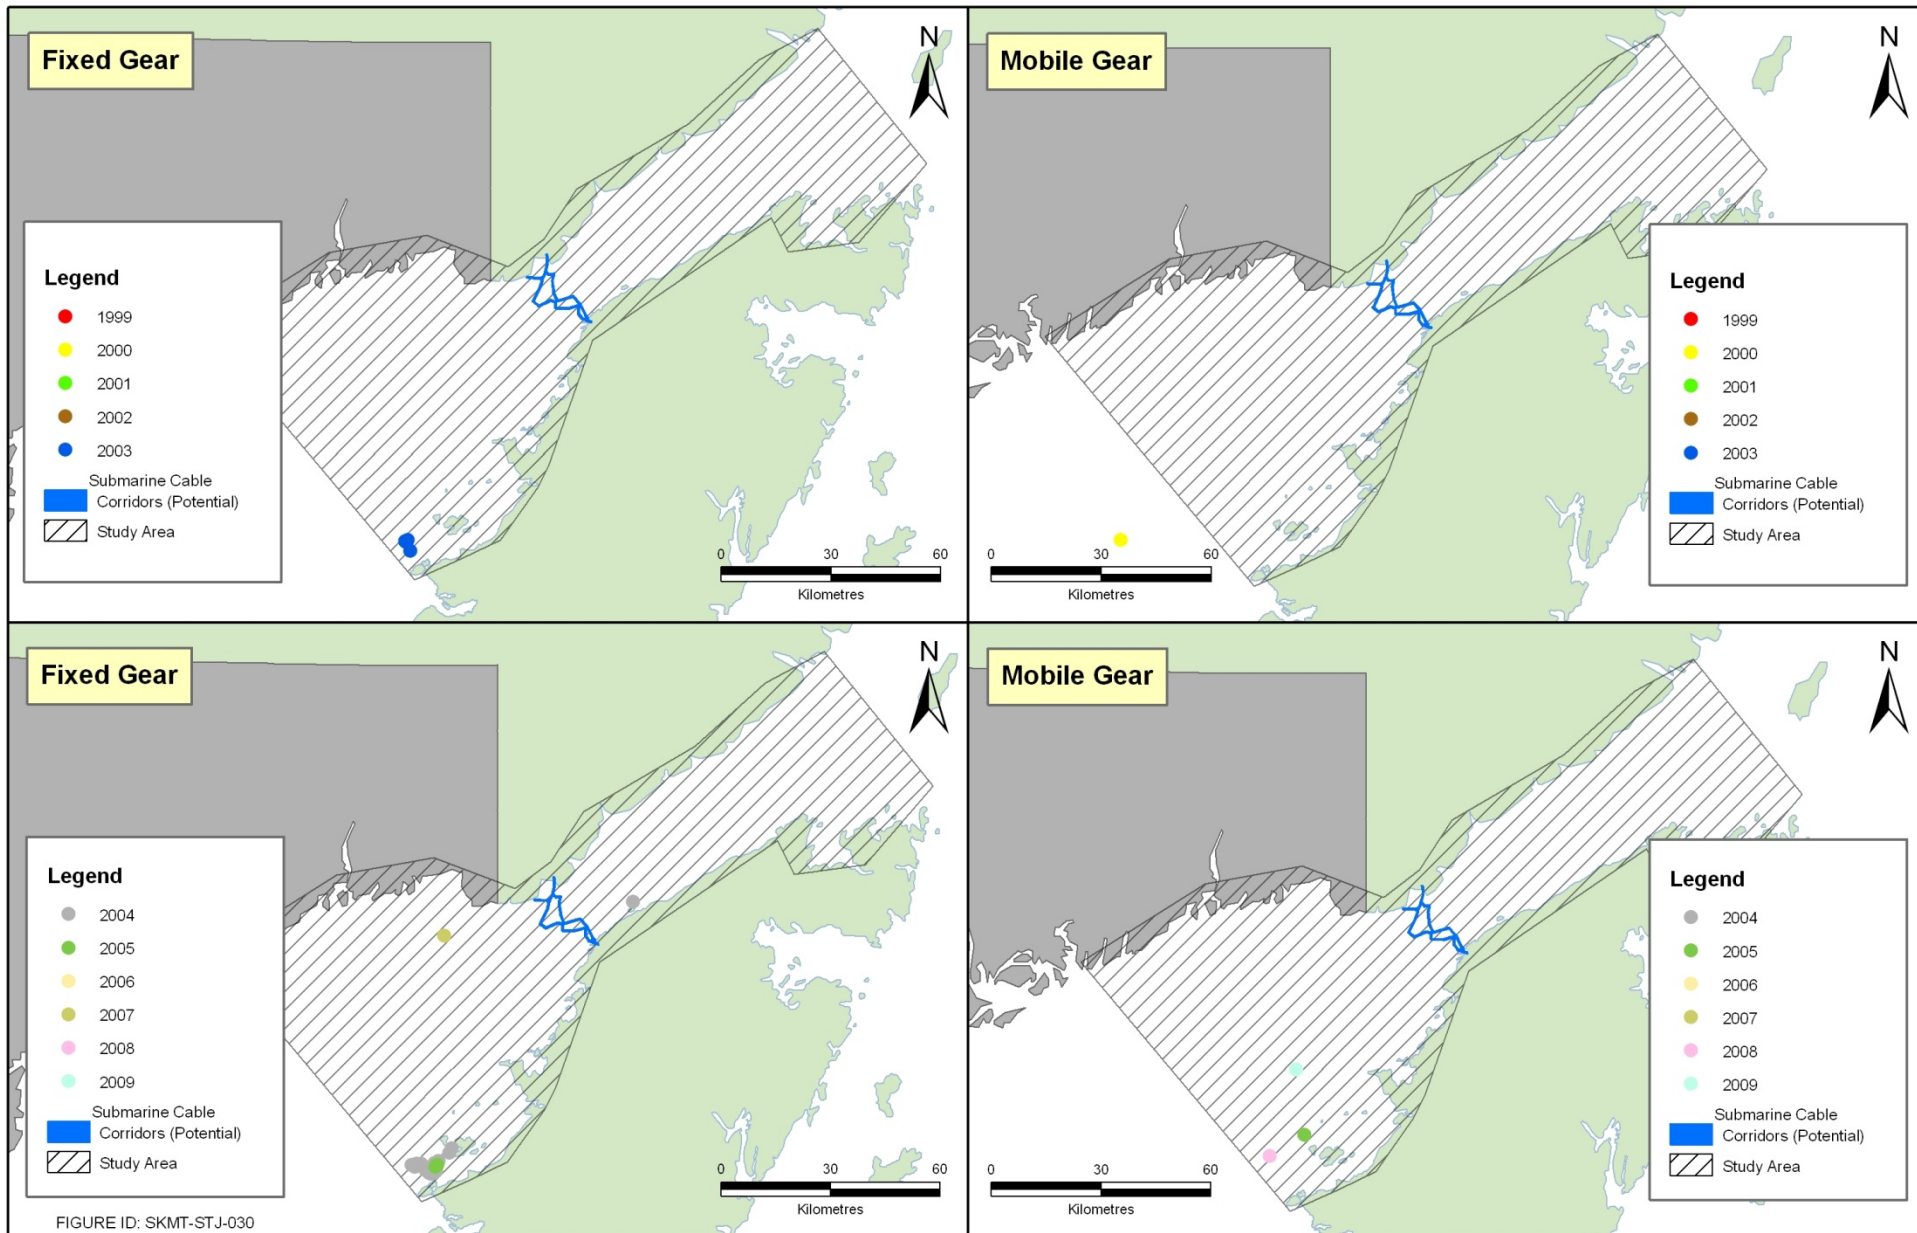 Fixed Gear
N
Legend
1999
2000
2001
2002
2003
Submarine Cable
Corridors (Potential)
Study Area
0 30 60
Kilometres
Mobile Gear
N
Legend
1999
2000
2001
2002
2003
Submarine Cable
Corridors (Potential)
Study Area
0 30 60
Kilometres
Fixed Gear
N
Legend
2004
2005
2006
2007
2008
2009
Submarine Cable
Corridors (Potential)
Study Area
0 30 60
Kilometres
FIGURE ID: SKMT-STJ-030
Mobile Gear
N
Legend
2004
2005
2006
2007
2008
2009
Submarine Cable
Corridors (Potential)
Study Area
0 30 60
Kilometres